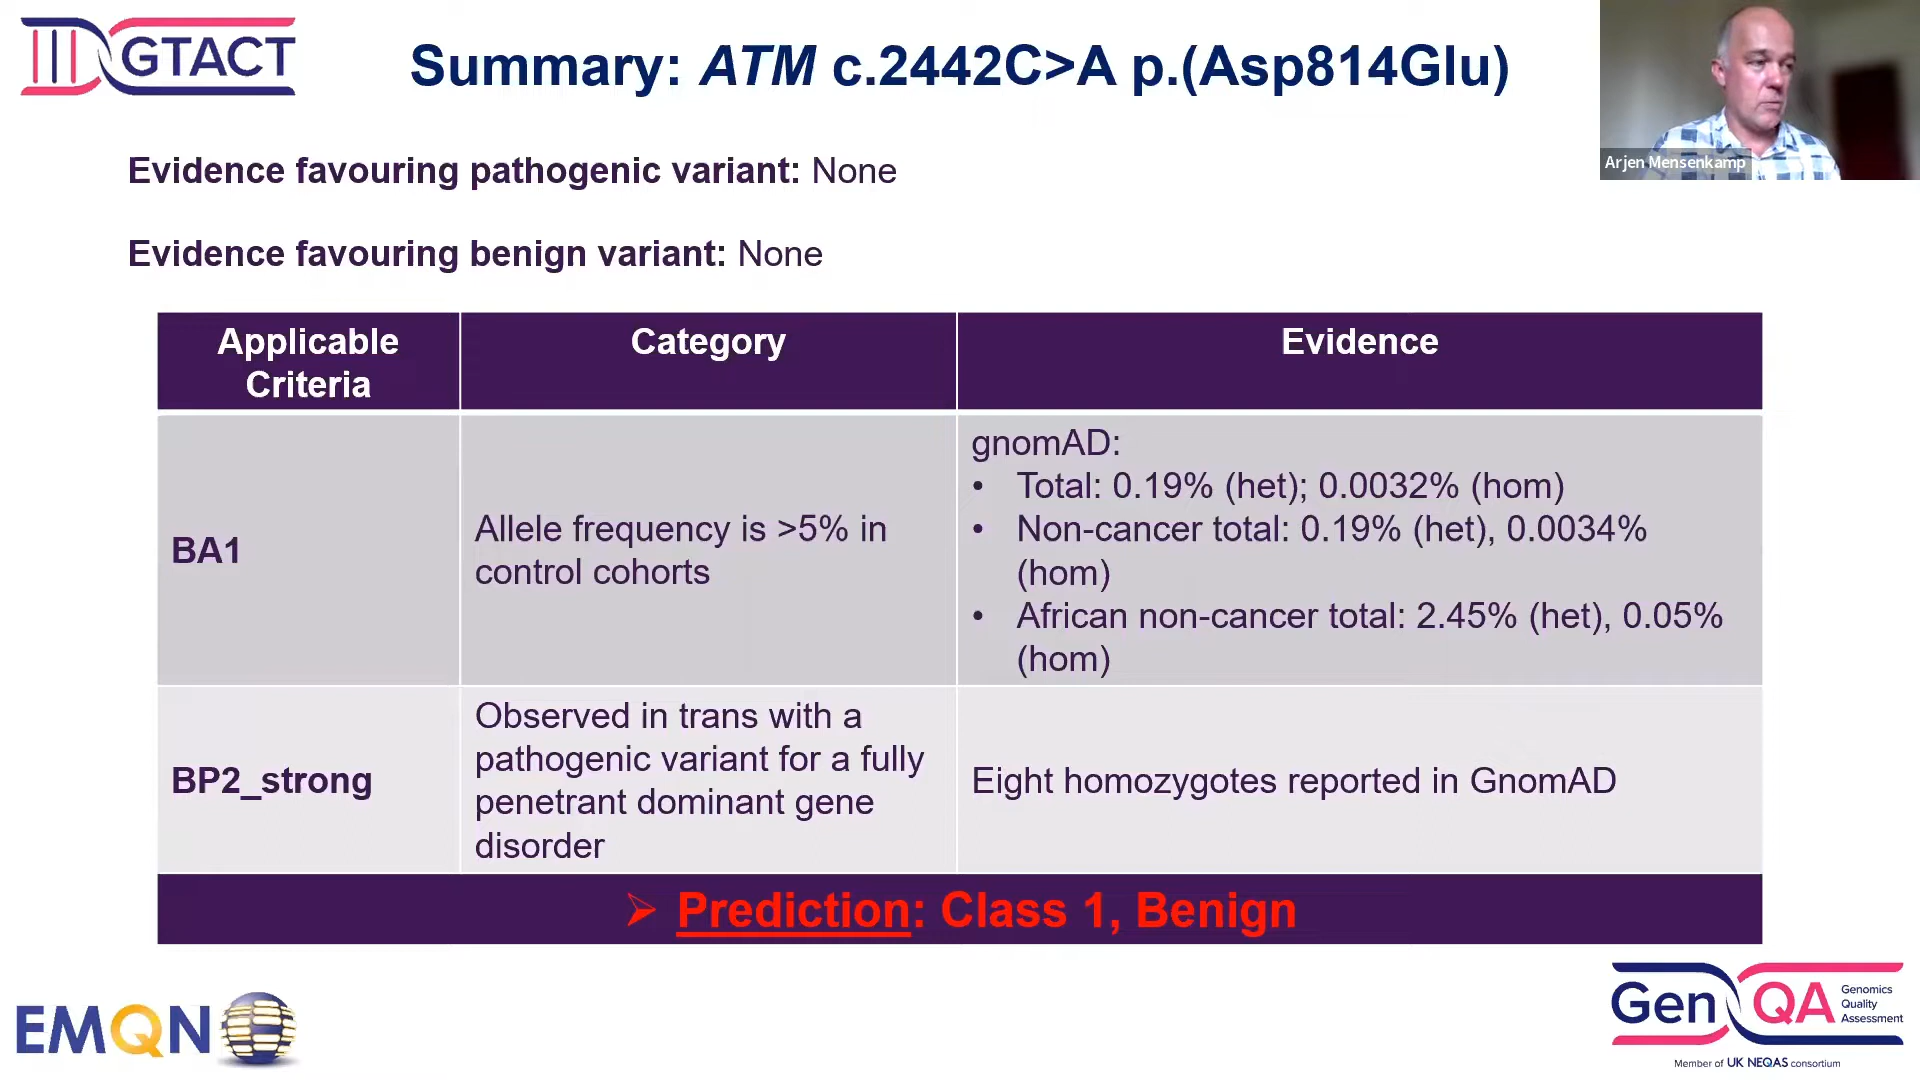 GTACT
Summary: ATM c.2442C>A p.(Asp814Glu)
Arjen Mensenkamp
Evidence favouring pathogenic variant: None
Evidence favouring benign variant: None
Applicable
Criteria
Category
Evidence
BA1
Allele frequency is >5% in
control cohorts
gnomAD:
• Total: 0.19% (het); 0.0032% (hom)
• Non-cancer total: 0.19% (het), 0.0034%
(hom)
• African non-cancer total: 2.45% (het), 0.05%
(hom)
BP2_strong
Observed in trans with a
pathogenic variant for a fully
penetrant dominant gene
disorder
Eight homozygotes reported in GnomAD
➢ Prediction: Class 1, Benign
EMQN
Gen QA
Genomics
Quality
Assessment
Member of UK NEQAS consortium